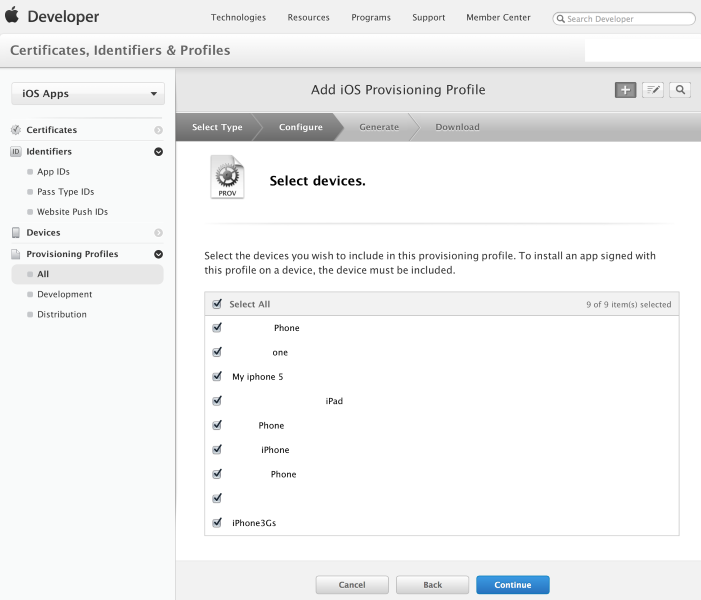 Developer
Technologies Resources Programs Support Member Center Search Developer
Certificates, Identifiers & Profiles
iOS Apps
Add iOS Provisioning Profile
Select Type Configure Generate Download
Certificates
ID Identifiers
App IDs
Pass Type IDs
Website Push IDs
Devices
Provisioning Profiles
All
Development
Distribution
PROV
Select devices.
Select the devices you wish to include in this provisioning profile. To install an app signed with
this profile on a device, the device must be included.
Select All 9 of 9 item(s) selected
Phone
one
My iphone 5
iPad
Phone
iPhone
Phone
iPhone3Gs
Cancel Back Continue